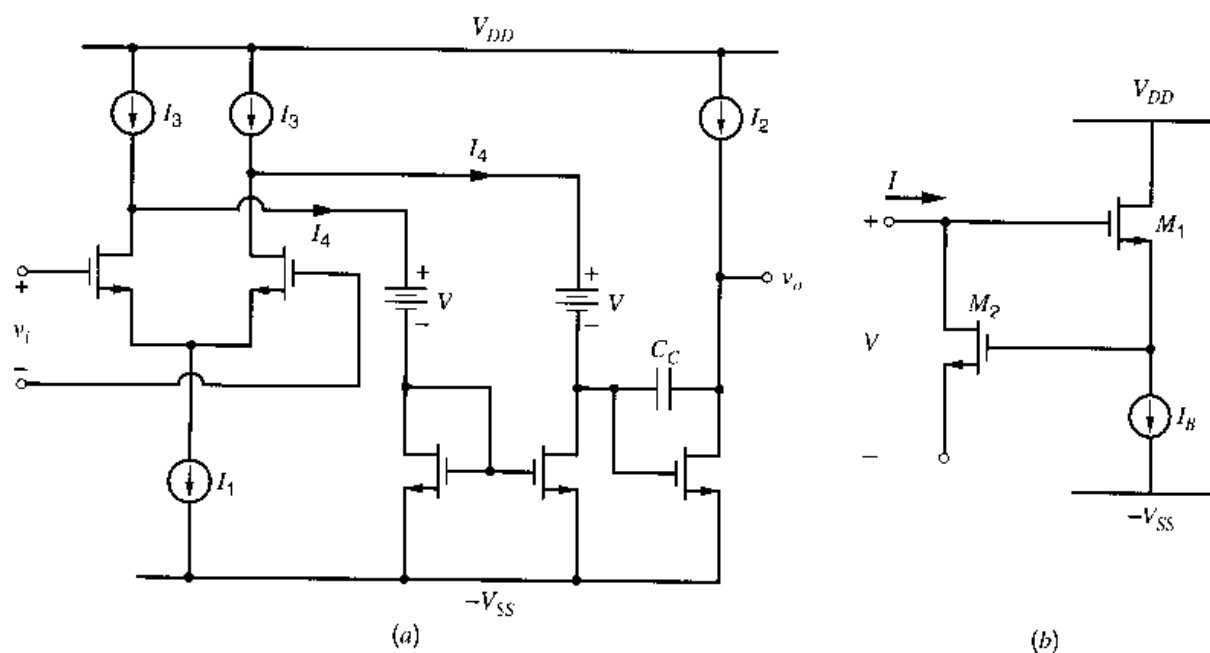 V_DD
I_3
I_3
I_2
I_4
I_4
+
V
−
+
V
−
v_o
C_C
+
v_i
−
I_1
−V_SS
(a)
V_DD
I
+
M_1
M_2
V
I_B
−
−V_SS
(b)